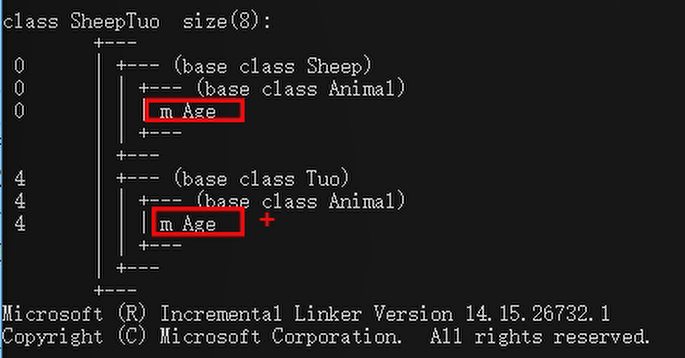 class SheepTuo  size(8):
        +---
 0      | +--- (base class Sheep)
 0      | | +--- (base class Animal)
 0      | | | m_Age
        | | +---
        | +---
 4      | +--- (base class Tuo)
 4      | | +--- (base class Animal)
 4      | | | m_Age
        | | +---
        | +---
        +---
Microsoft (R) Incremental Linker Version 14.15.26732.1
Copyright (C) Microsoft Corporation.  All rights reserved.